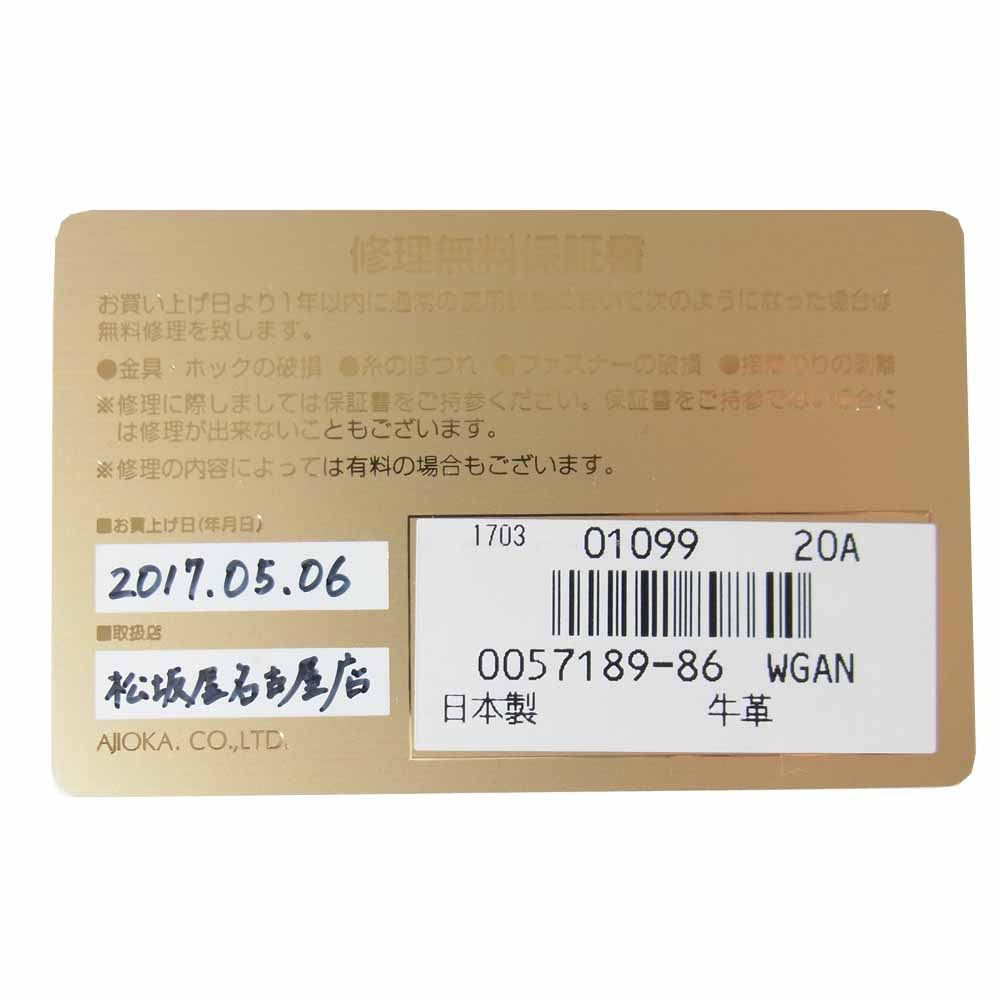 修理無料保証書
お買い上げ日より1年以内に通常の使用において次のようになった場合は
無料修理を致します。
●金具・ホックの破損 ●糸のほつれ ●ファスナーの破損 ●接着のりの剥離
※修理に際しましては保証書をご持参ください。保証書をご持参でない場合に
は修理が出来ないこともございます。
※修理の内容によっては有料の場合もございます。
■お買上げ日(年月日)
2017.05.06
■取扱店
松坂屋名古屋店
AJIOKA. CO.,LTD.
1703 01099 20A
0057189-86 WGAN
日本製 牛革